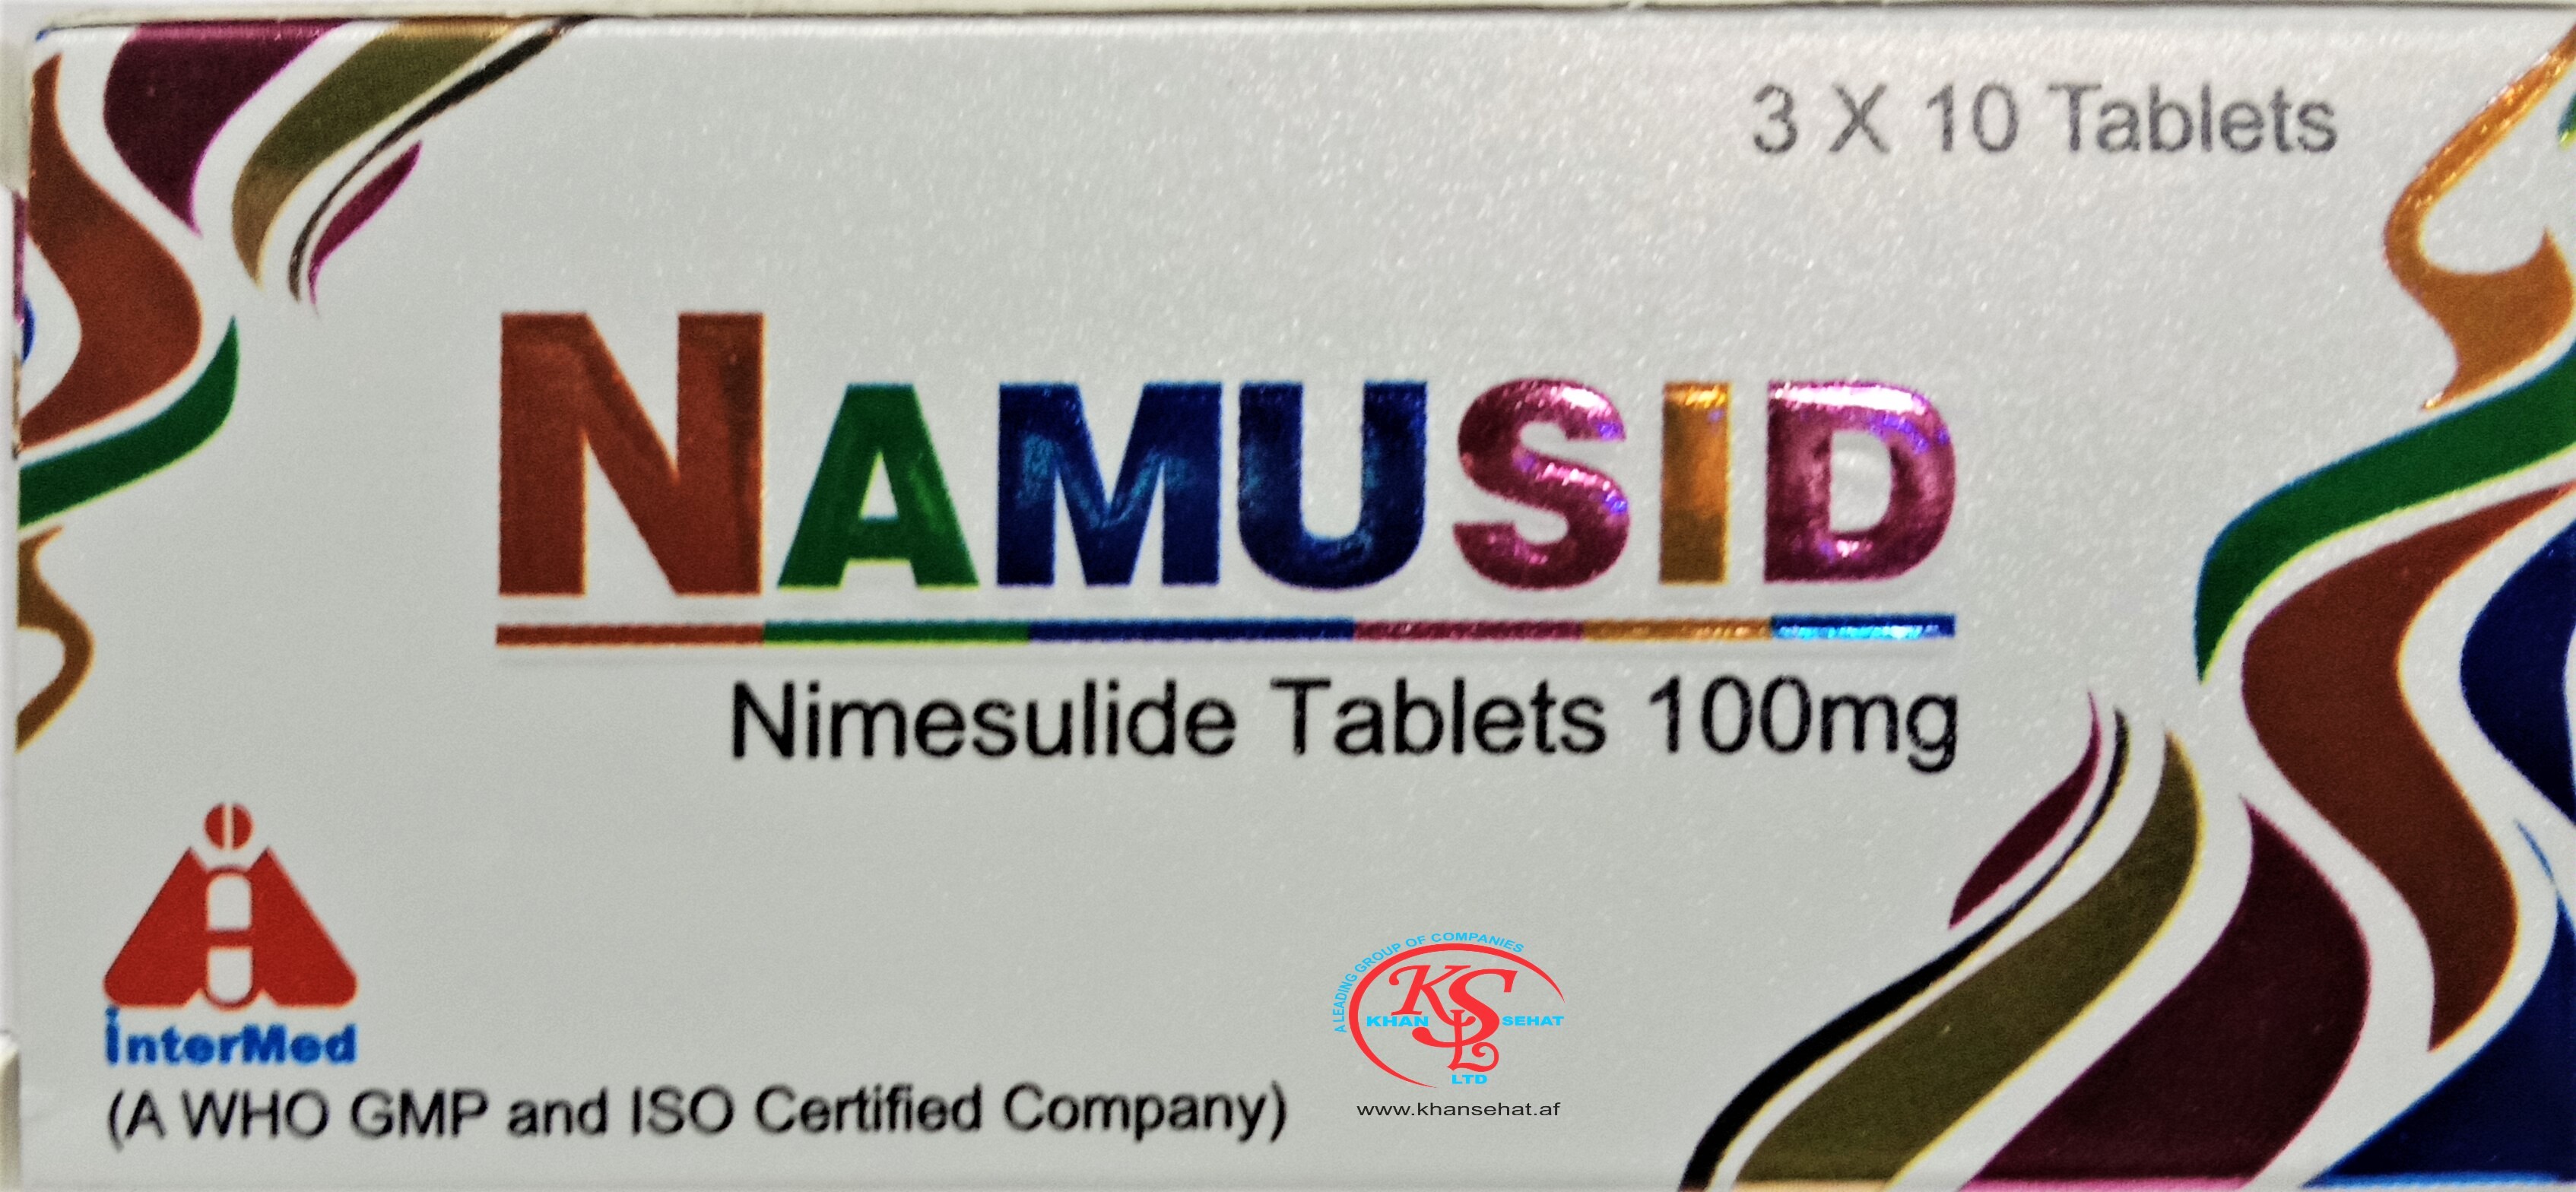 3 X 10 Tablets
NAMUSID
Nimesulide Tablets 100mg
interMed
(A WHO GMP and ISO Certified Company)
A LEADING GROUP OF COMPANIES
KSL
KHAN SEHAT
LTD
www.khansehat.af